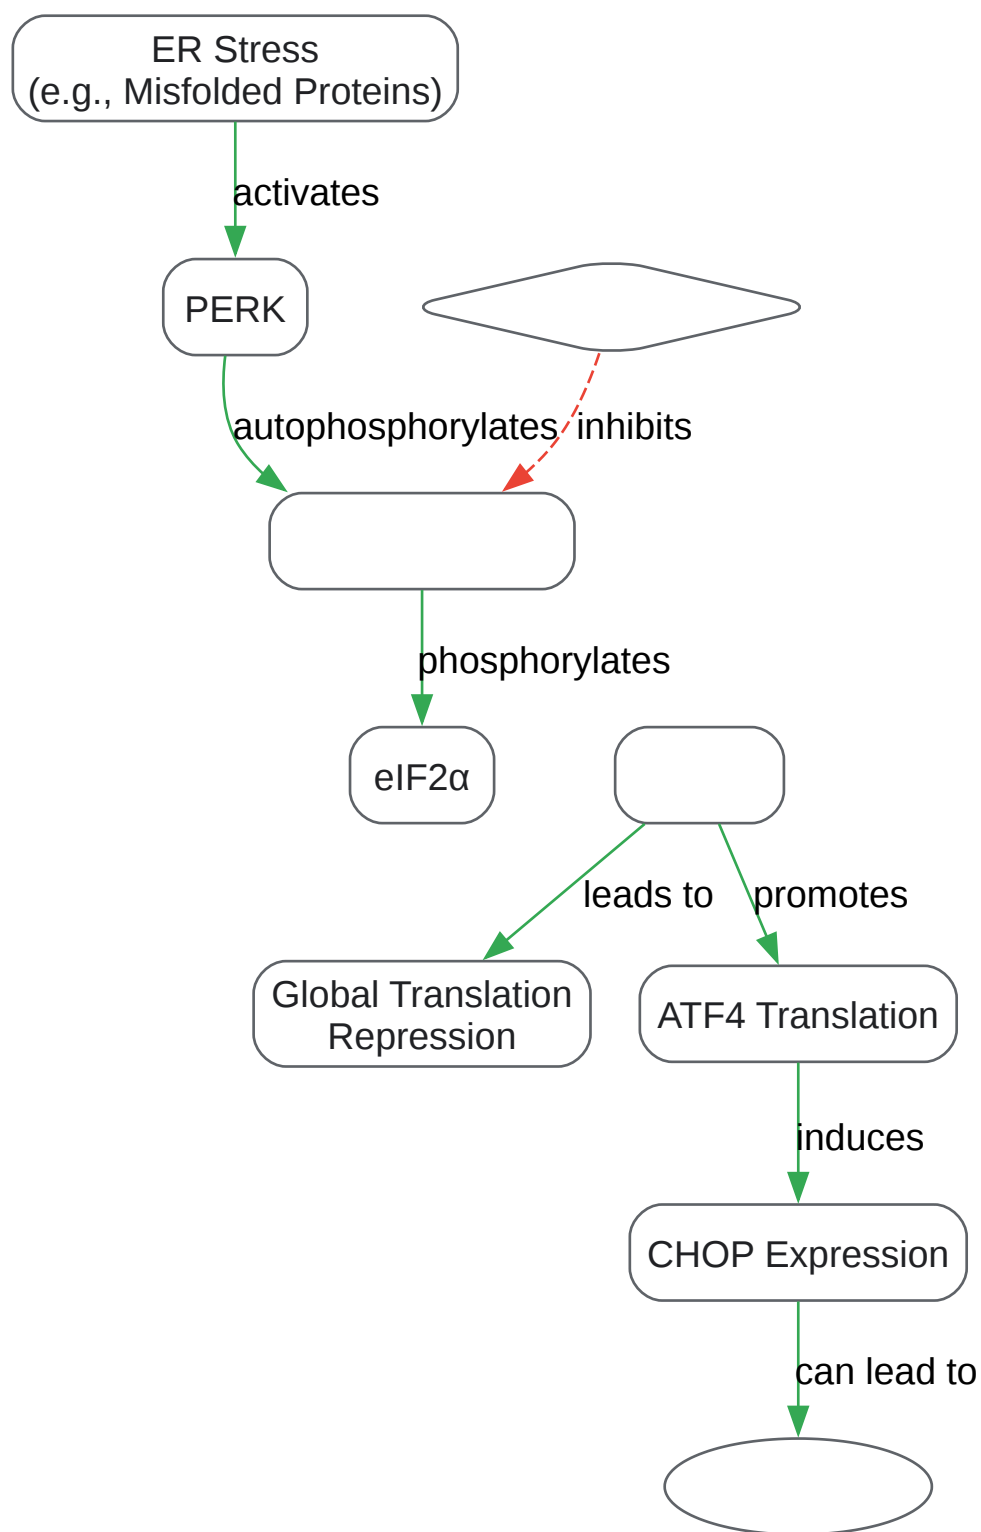 ER Stress
(e.g., Misfolded Proteins)
activates
PERK
autophosphorylates
inhibits
phosphorylates
eIF2α
leads to
promotes
Global Translation
Repression
ATF4 Translation
induces
CHOP Expression
can lead to